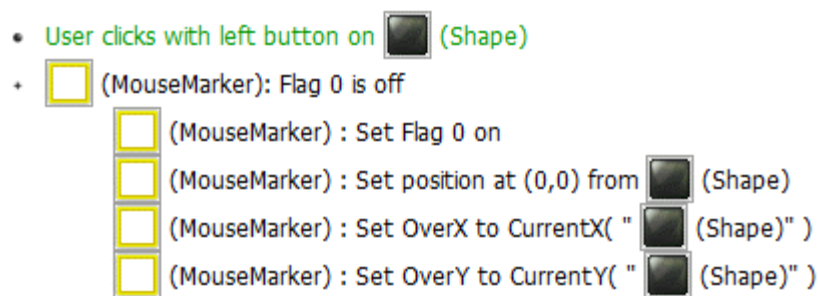 User clicks with left button on (Shape)
(MouseMarker): Flag 0 is off
(MouseMarker) : Set Flag 0 on
(MouseMarker) : Set position at (0,0) from (Shape)
(MouseMarker) : Set OverX to CurrentX( " (Shape)" )
(MouseMarker) : Set OverY to CurrentY( " (Shape)" )